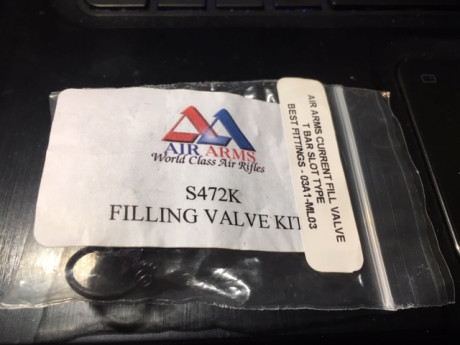 AIR ARMS
World Class Air Rifles
S472K
FILLING VALVE KIT
AIR ARMS CURRENT FILL VALVE
T BAR SLOT TYPE
BEST FITTINGS - 03A1-ML03